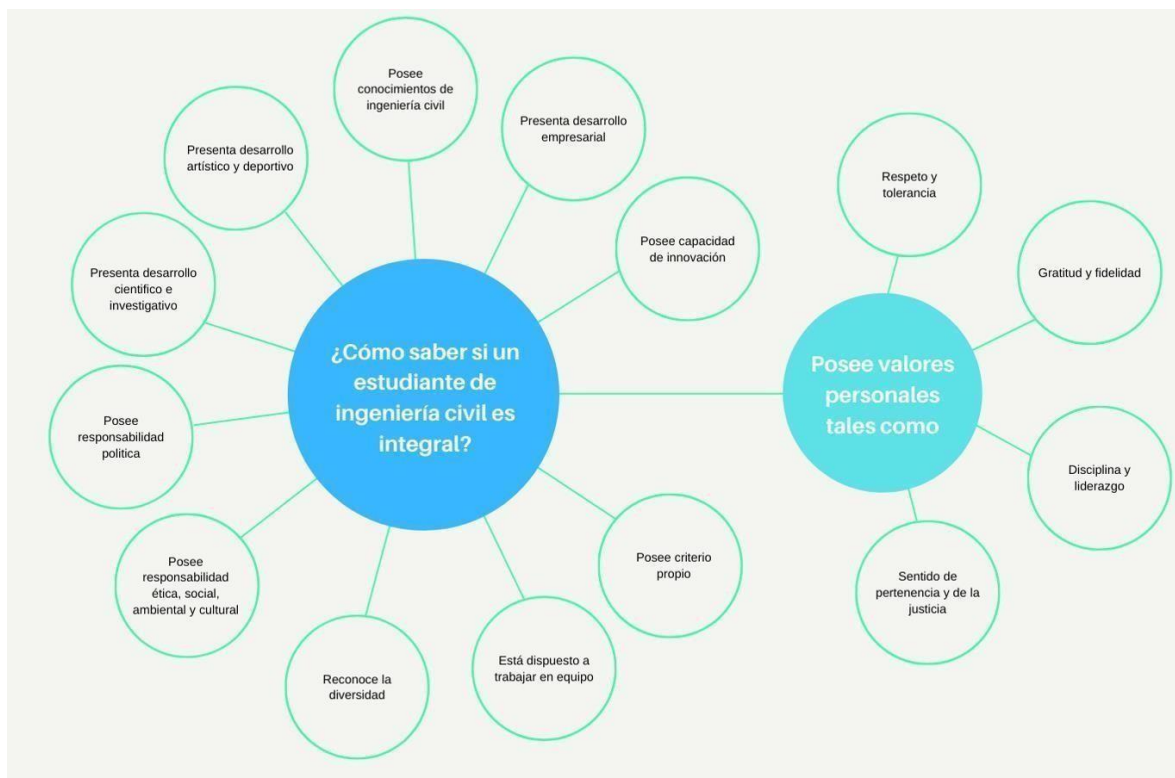 ¿Cómo saber si un
estudiante de
ingeniería civil es
integral?
Posee
conocimientos de
ingeniería civil
Presenta desarrollo
empresarial
Posee capacidad
de innovación
Posee valores
personales
tales como
Respeto y
tolerancia
Gratitud y fidelidad
Disciplina y
liderazgo
Sentido de
pertenencia y de la
justicia
Posee criterio
propio
Está dispuesto a
trabajar en equipo
Reconoce la
diversidad
Posee
responsabilidad
ética, social,
ambiental y cultural
Posee
responsabilidad
politica
Presenta desarrollo
cientifico e
investigativo
Presenta desarrollo
artístico y deportivo